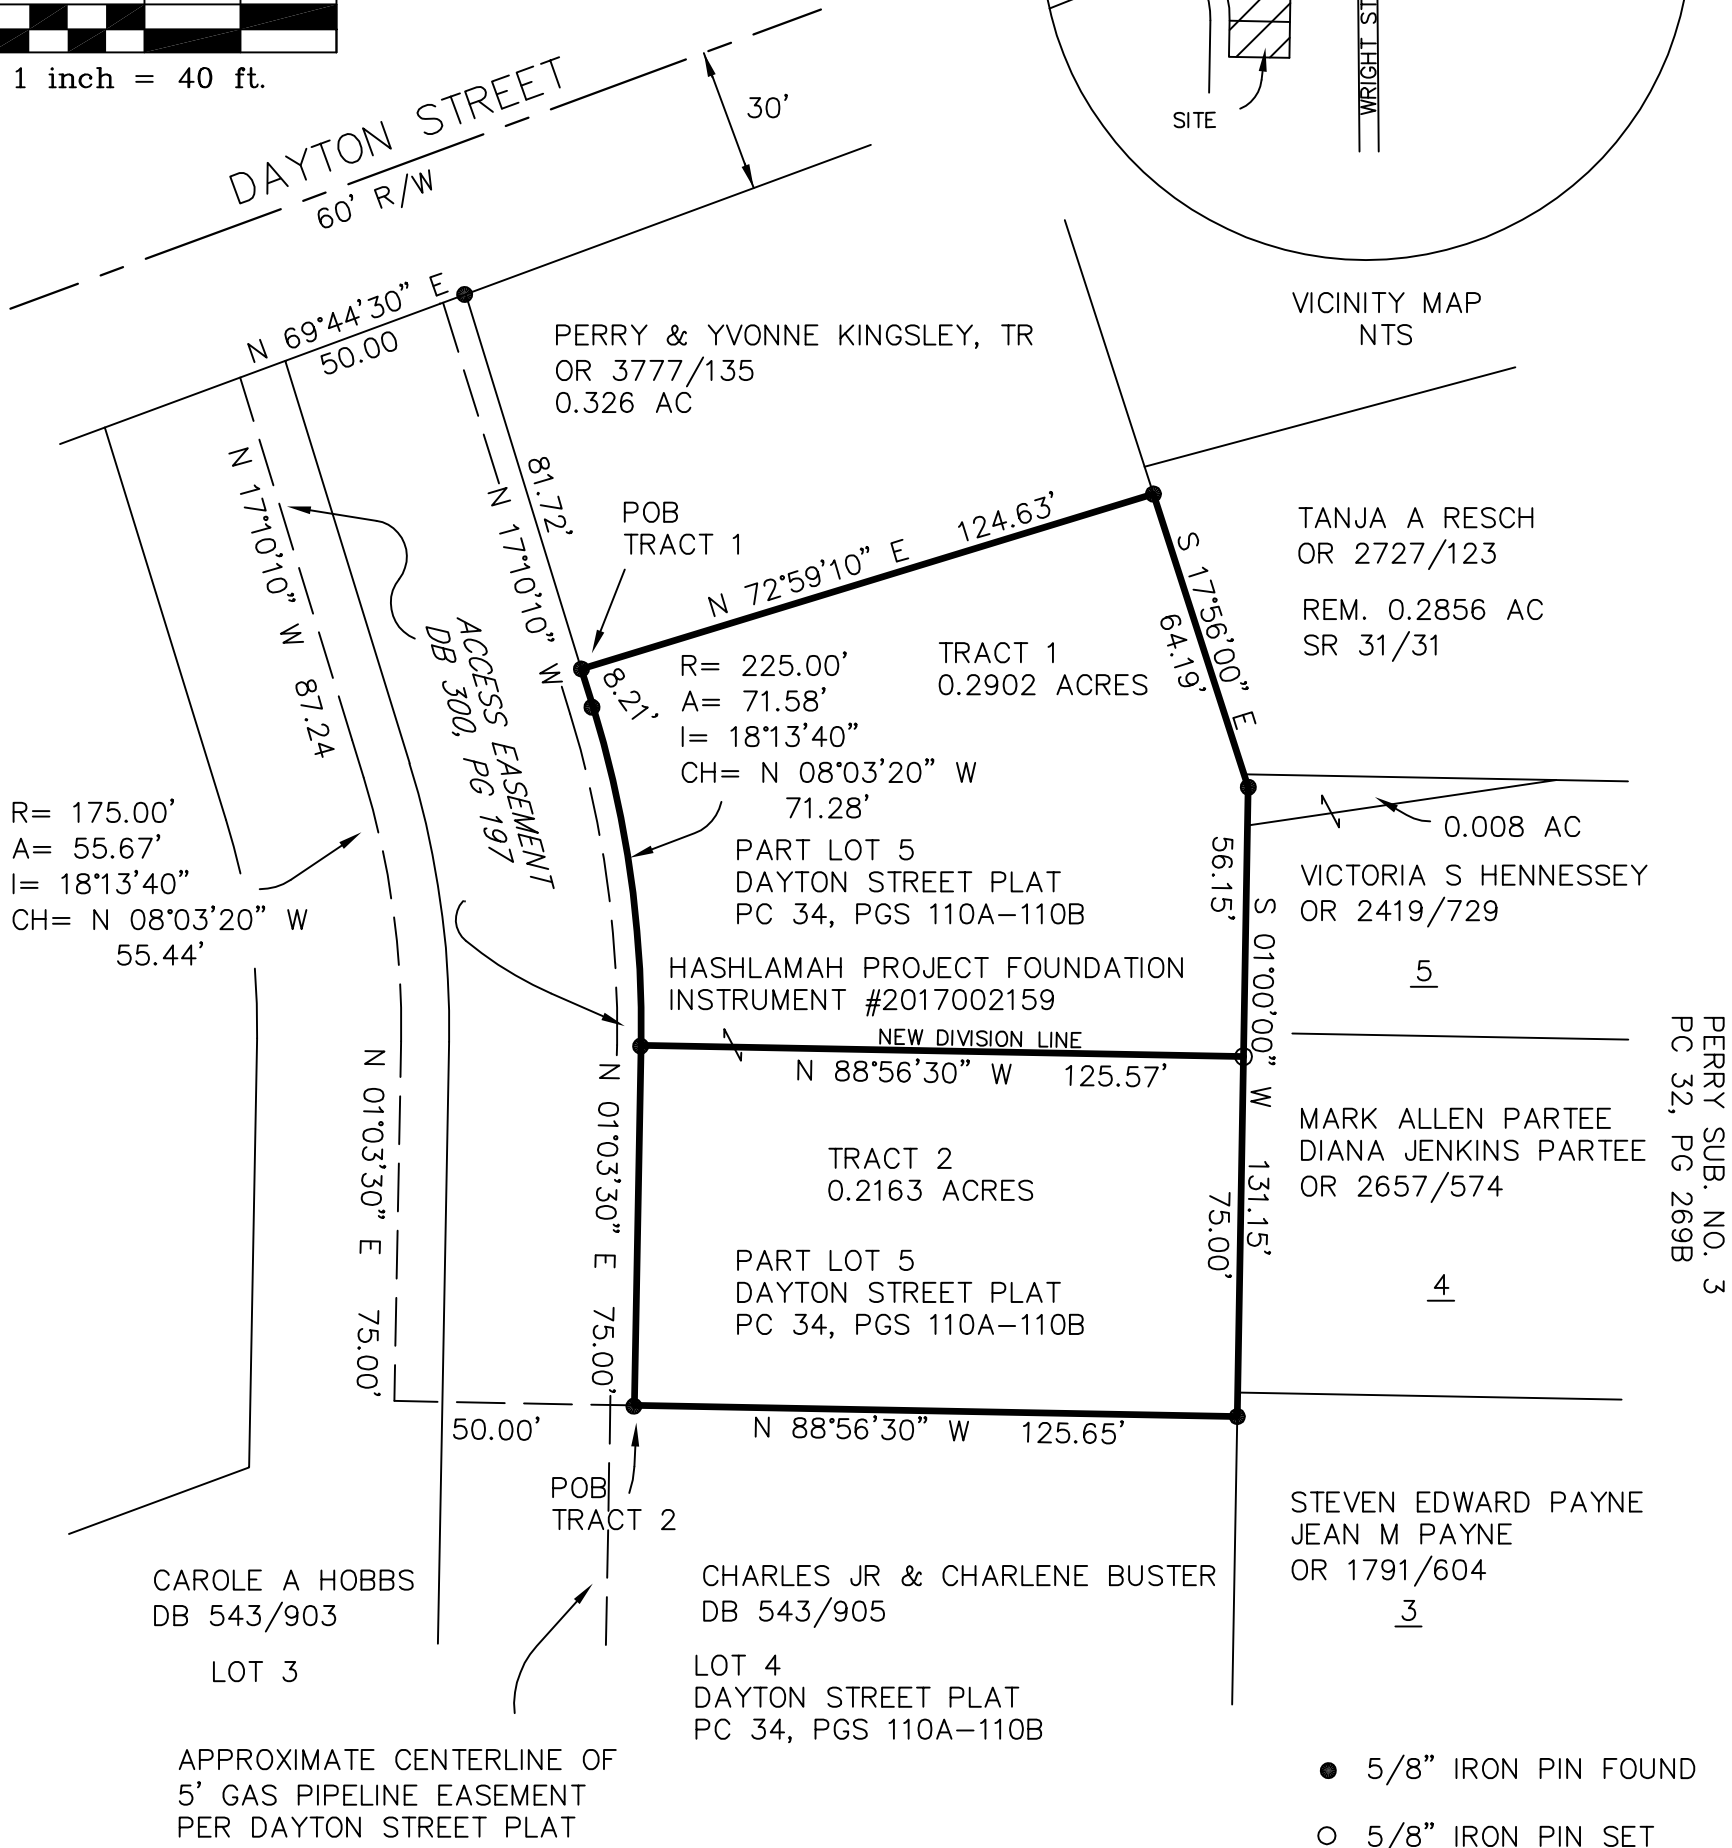 1 inch = 40 ft.
DAYTON STREET
60' R/W
30'
SITE
WRIGHT ST
VICINITY MAP
NTS
N 69°44'30" E
50.00
PERRY & YVONNE KINGSLEY, TR
OR 3777/135
0.326 AC
N 17°10'10" W 87.24
81.72'
N 17°10'10" W
POB
TRACT 1
N 72°59'10" E 124.63'
S 17°56'00" E
64.19'
TANJA A RESCH
OR 2727/123
REM. 0.2856 AC
SR 31/31
ACCESS EASEMENT
DB 300, PG 197
8.21'
R= 225.00'
A= 71.58'
I= 18°13'40"
CH= N 08°03'20" W
71.28'
TRACT 1
0.2902 ACRES
R= 175.00'
A= 55.67'
I= 18°13'40"
CH= N 08°03'20" W
55.44'
PART LOT 5
DAYTON STREET PLAT
PC 34, PGS 110A-110B
56.15'
S 01°00'00" W 131.15'
0.008 AC
VICTORIA S HENNESSEY
OR 2419/729
5
HASHLAMAH PROJECT FOUNDATION
INSTRUMENT #2017002159
NEW DIVISION LINE
N 88°56'30" W 125.57'
PERRY SUB. NO. 3
PC 32, PG 269B
N 01°03'30" E 75.00'
N 01°03'30" E 75.00'
TRACT 2
0.2163 ACRES
75.00'
MARK ALLEN PARTEE
DIANA JENKINS PARTEE
OR 2657/574
4
PART LOT 5
DAYTON STREET PLAT
PC 34, PGS 110A-110B
50.00'
N 88°56'30" W 125.65'
POB
TRACT 2
STEVEN EDWARD PAYNE
JEAN M PAYNE
OR 1791/604
3
CAROLE A HOBBS
DB 543/903
LOT 3
CHARLES JR & CHARLENE BUSTER
DB 543/905
LOT 4
DAYTON STREET PLAT
PC 34, PGS 110A-110B
APPROXIMATE CENTERLINE OF
5' GAS PIPELINE EASEMENT
PER DAYTON STREET PLAT
5/8" IRON PIN FOUND
5/8" IRON PIN SET